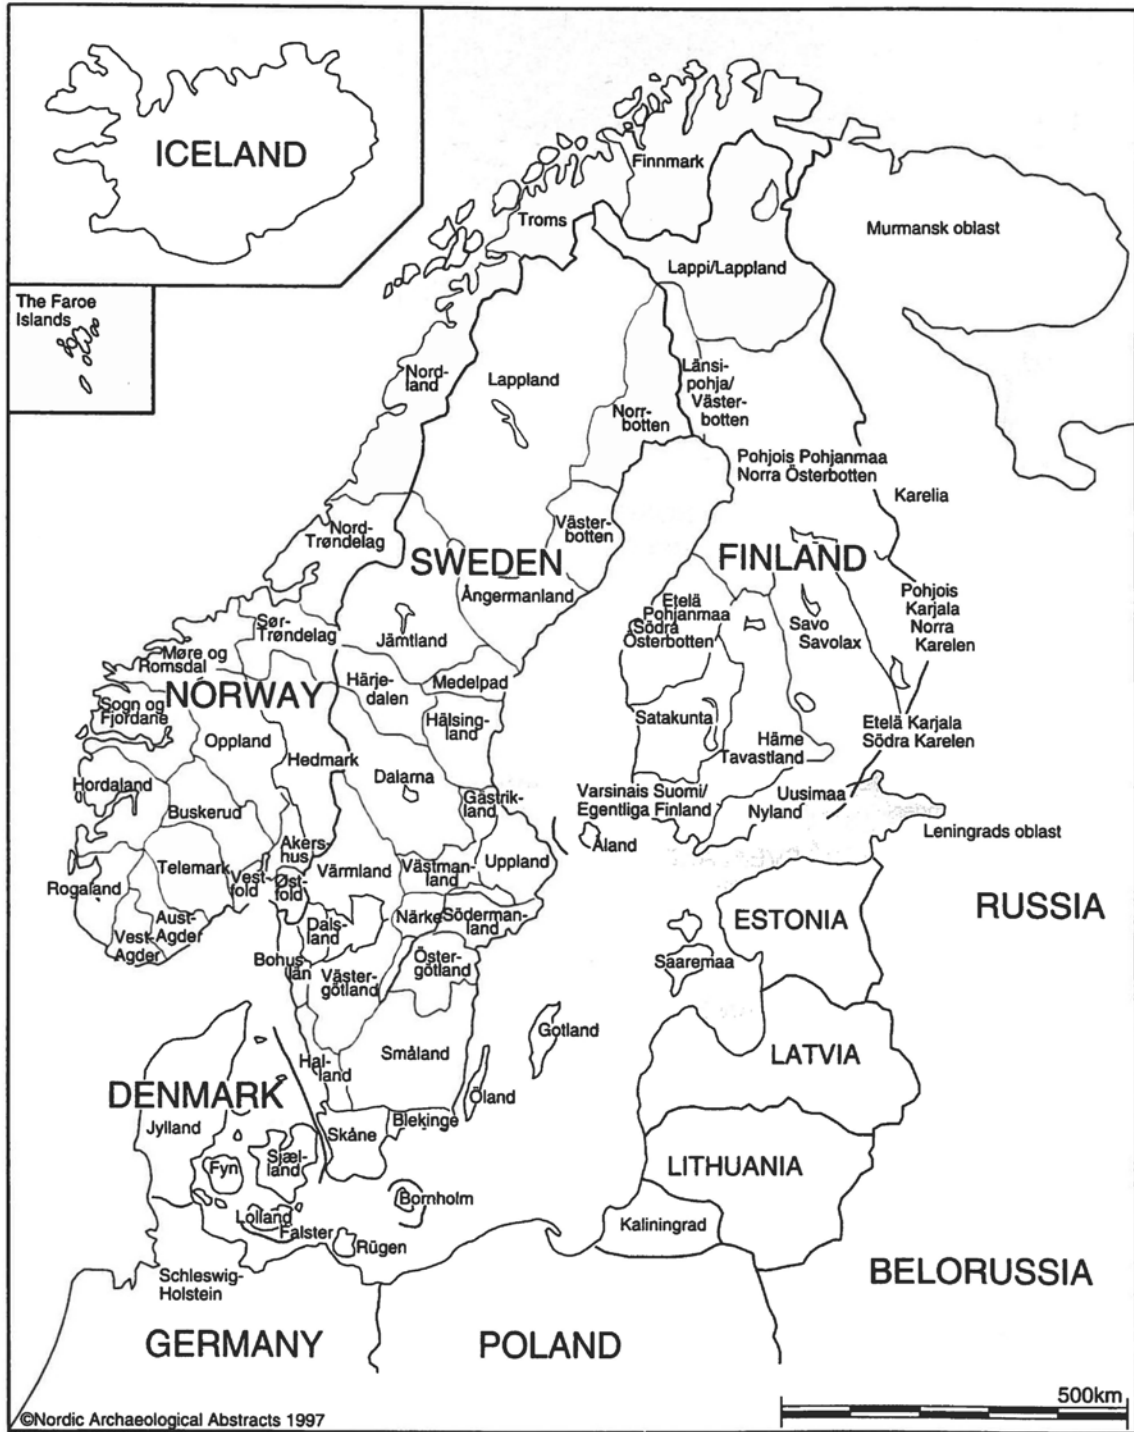 ICELAND
The Faroe
Islands
Finnmark
Troms
Murmansk oblast
Lappi/Lappland
Nord-
land
Lappland
Länsi-
pohja/
Väster-
botten
Norr-
botten
Pohjois Pohjanmaa
Norra Österbotten
Karelia
Nord-
Trøndelag
Väster-
botten
SWEDEN
FINLAND
Ångermanland
Etelä
Pohjanmaa
Södra
Österbotten
Savo
Savolax
Pohjois
Karjala
Norra
Karelen
Sør-
Trøndelag
Jämtland
Møre og
Romsdal
NORWAY
Härje-
dalen
Medelpad
Sogn og
Fjordane
Hälsing-
land
Satakunta
Oppland
Hedmark
Häme
Tavastland
Etelä Karjala
Södra Karelen
Hordaland
Dalarna
Buskerud
Gästrik-
land
Varsinais Suomi/
Egentliga Finland
Uusimaa
Nyland
Leningrads oblast
Åland
Akers-
hus
Telemark
Vest-
fold
Øst-
fold
Värmland
Västman-
land
Uppland
Rogaland
Aust-
Agder
Vest-
Agder
Dals-
land
Närke
Söderman-
land
ESTONIA
RUSSIA
Bohus
län
Väster-
götland
Öster-
götland
Saaremaa
Gotland
Hal-
land
Småland
LATVIA
DENMARK
Jylland
Öland
Blekinge
Skåne
Fyn
Sjæl-
land
LITHUANIA
Bornholm
Lolland
Falster
Kaliningrad
Rügen
Schleswig-
Holstein
BELORUSSIA
GERMANY
POLAND
500km
©Nordic Archaeological Abstracts 1997